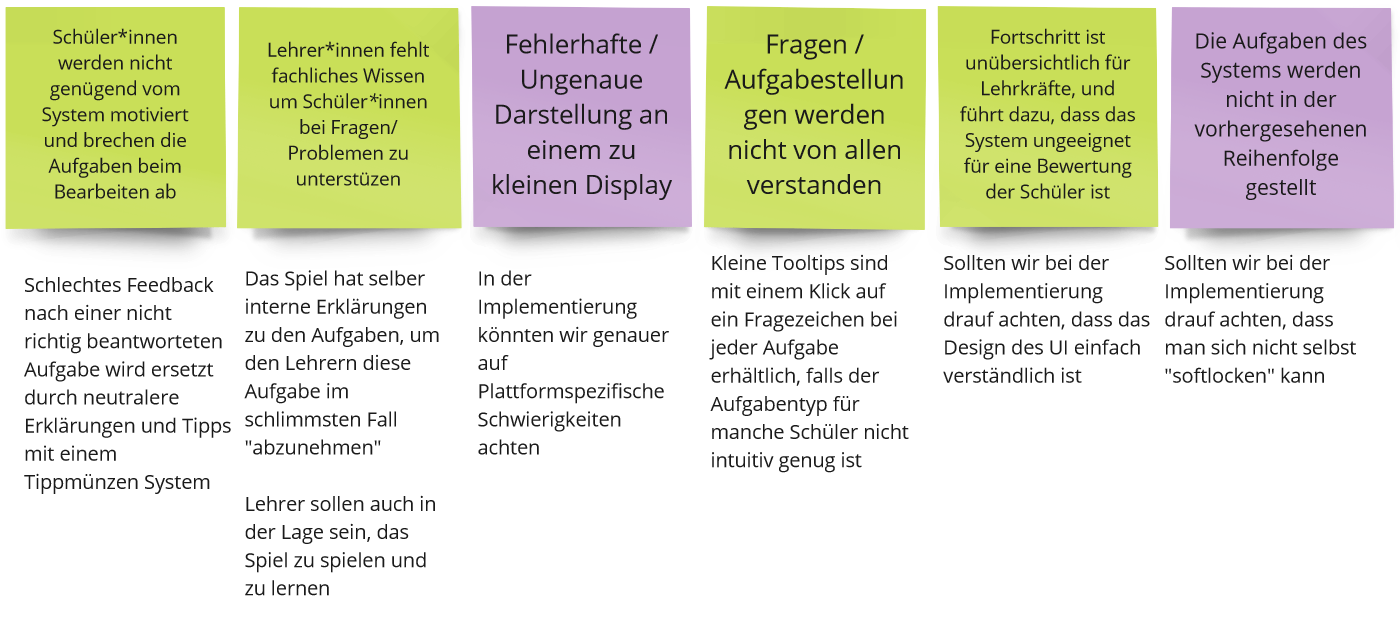 Schüler*innen
werden nicht
genügend vom
System motiviert
und brechen die
Aufgaben beim
Bearbeiten ab
Schlechtes Feedback
nach einer nicht
richtig beantworteten
Aufgabe wird ersetzt
durch neutralere
Erklärungen und Tipps
mit einem
Tippmünzen System
Lehrer*innen fehlt
fachliches Wissen
um Schüler*innen
bei Fragen/
Problemen zu
unterstüzen
Das Spiel hat selber
interne Erklärungen
zu den Aufgaben, um
den Lehrern diese
Aufgabe im
schlimmsten Fall
"abzunehmen"
Lehrer sollen auch in
der Lage sein, das
Spiel zu spielen und
zu lernen
Fehlerhafte /
Ungenaue
Darstellung an
einem zu
kleinen Display
In der
Implementierung
könnten wir genauer
auf
Plattformspezifische
Schwierigkeiten
achten
Fragen /
Aufgabestellun
gen werden
nicht von allen
verstanden
Kleine Tooltips sind
mit einem Klick auf
ein Fragezeichen bei
jeder Aufgabe
erhältlich, falls der
Aufgabentyp für
manche Schüler nicht
intuitiv genug ist
Fortschritt ist
unübersichtlich für
Lehrkräfte, und
führt dazu, dass das
System ungeeignet
für eine Bewertung
der Schüler ist
Sollten wir bei der
Implementierung
drauf achten, dass das
Design des UI einfach
verständlich ist
Die Aufgaben des
Systems werden
nicht in der
vorhergesehenen
Reihenfolge
gestellt
Sollten wir bei der
Implementierung
drauf achten, dass
man sich nicht selbst
"softlocken" kann